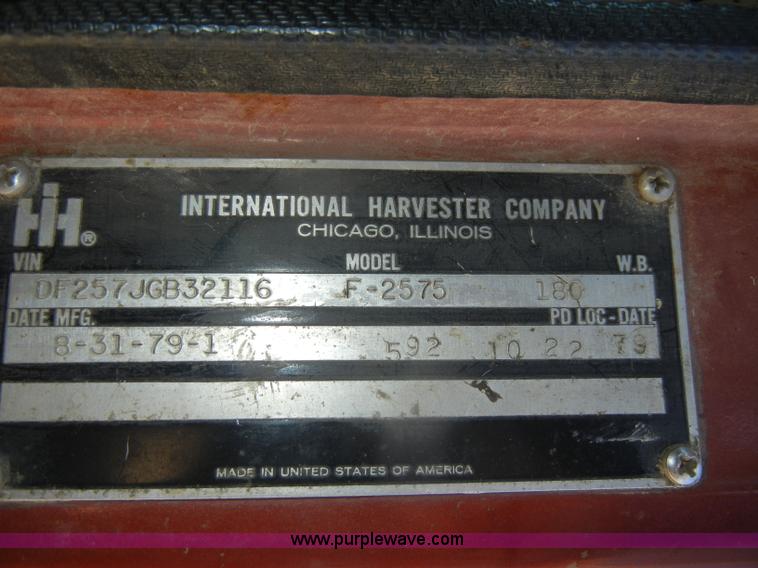 IH®
INTERNATIONAL HARVESTER COMPANY
CHICAGO, ILLINOIS
VIN MODEL W.B.
DF257JGB32116 F-2575 180
DATE MFG. PD LOC-DATE
8-31-79-1 592 10 22 79
MADE IN UNITED STATES OF AMERICA
www.purplewave.com